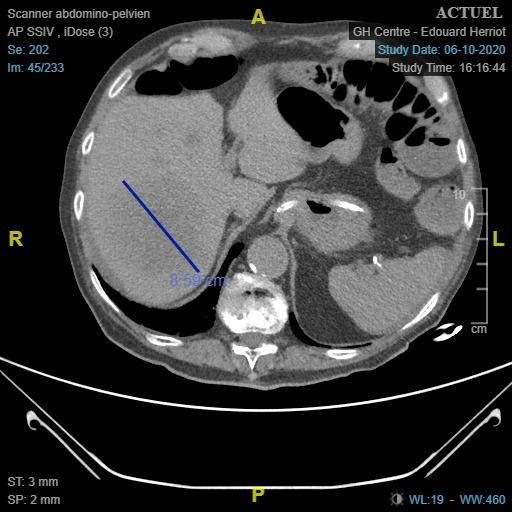 Scanner abdomino-pelvien
AP SSIV , iDose (3)
Se: 202
Im: 45/233
A
ACTUEL
GH Centre - Edouard Herriot
Study Date: 06-10-2020
Study Time: 16:16:44
10
R
L
8.59 cm
cm
ST: 3 mm
SP: 2 mm
P
WL:19 - WW:460